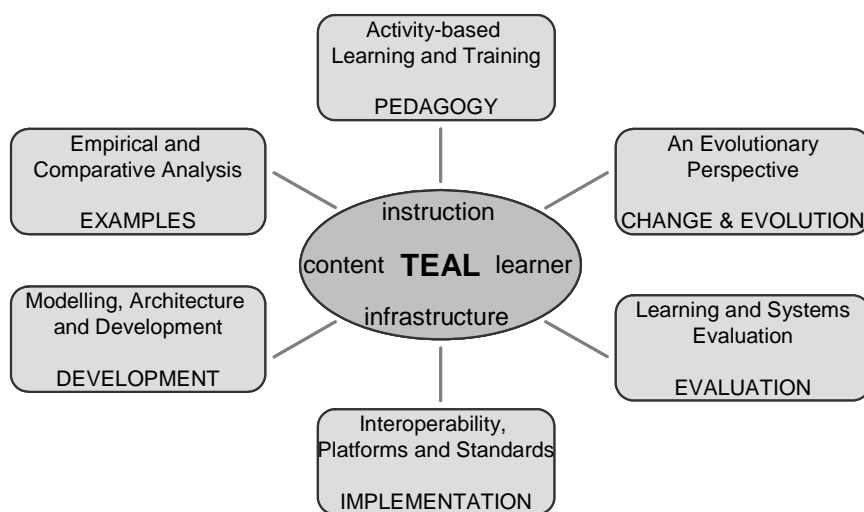 Activity-based
Learning and Training
PEDAGOGY
Empirical and
Comparative Analysis
EXAMPLES
An Evolutionary
Perspective
CHANGE & EVOLUTION
instruction
content TEAL learner
infrastructure
Modelling, Architecture
and Development
DEVELOPMENT
Learning and Systems
Evaluation
EVALUATION
Interoperability,
Platforms and Standards
IMPLEMENTATION